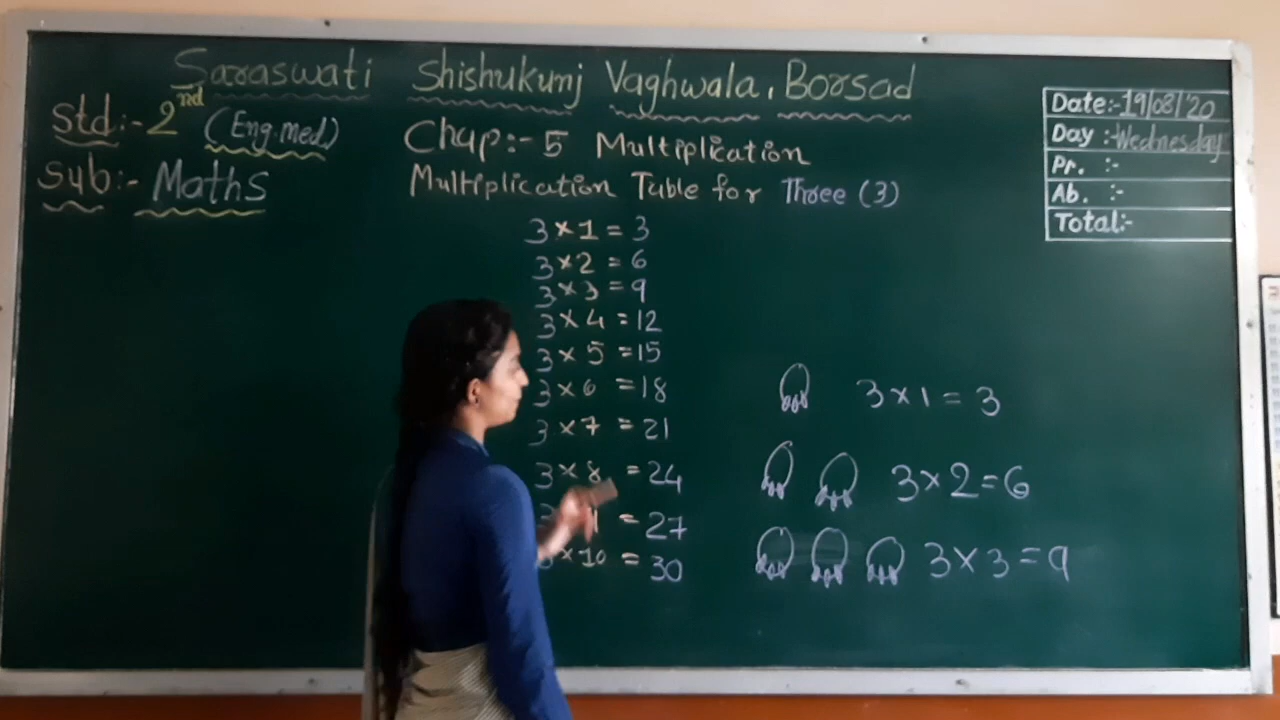 Saraswati Shishukunj Vaghwala, Borsad
Std:- 2nd (Eng.med)
Sub:- Maths
Chap:- 5 Multiplication
Multiplication Table for Three (3)
Date:- 19/08/'20
Day :- Wednesday
Pr. :-
Ab. :-
Total:-
3 × 1 = 3
3 × 2 = 6
3 × 3 = 9
3 × 4 = 12
3 × 5 = 15
3 × 6 = 18
3 × 7 = 21
3 × 8 = 24
= 27
× 10 = 30
3 × 1 = 3
3 × 2 = 6
3 × 3 = 9